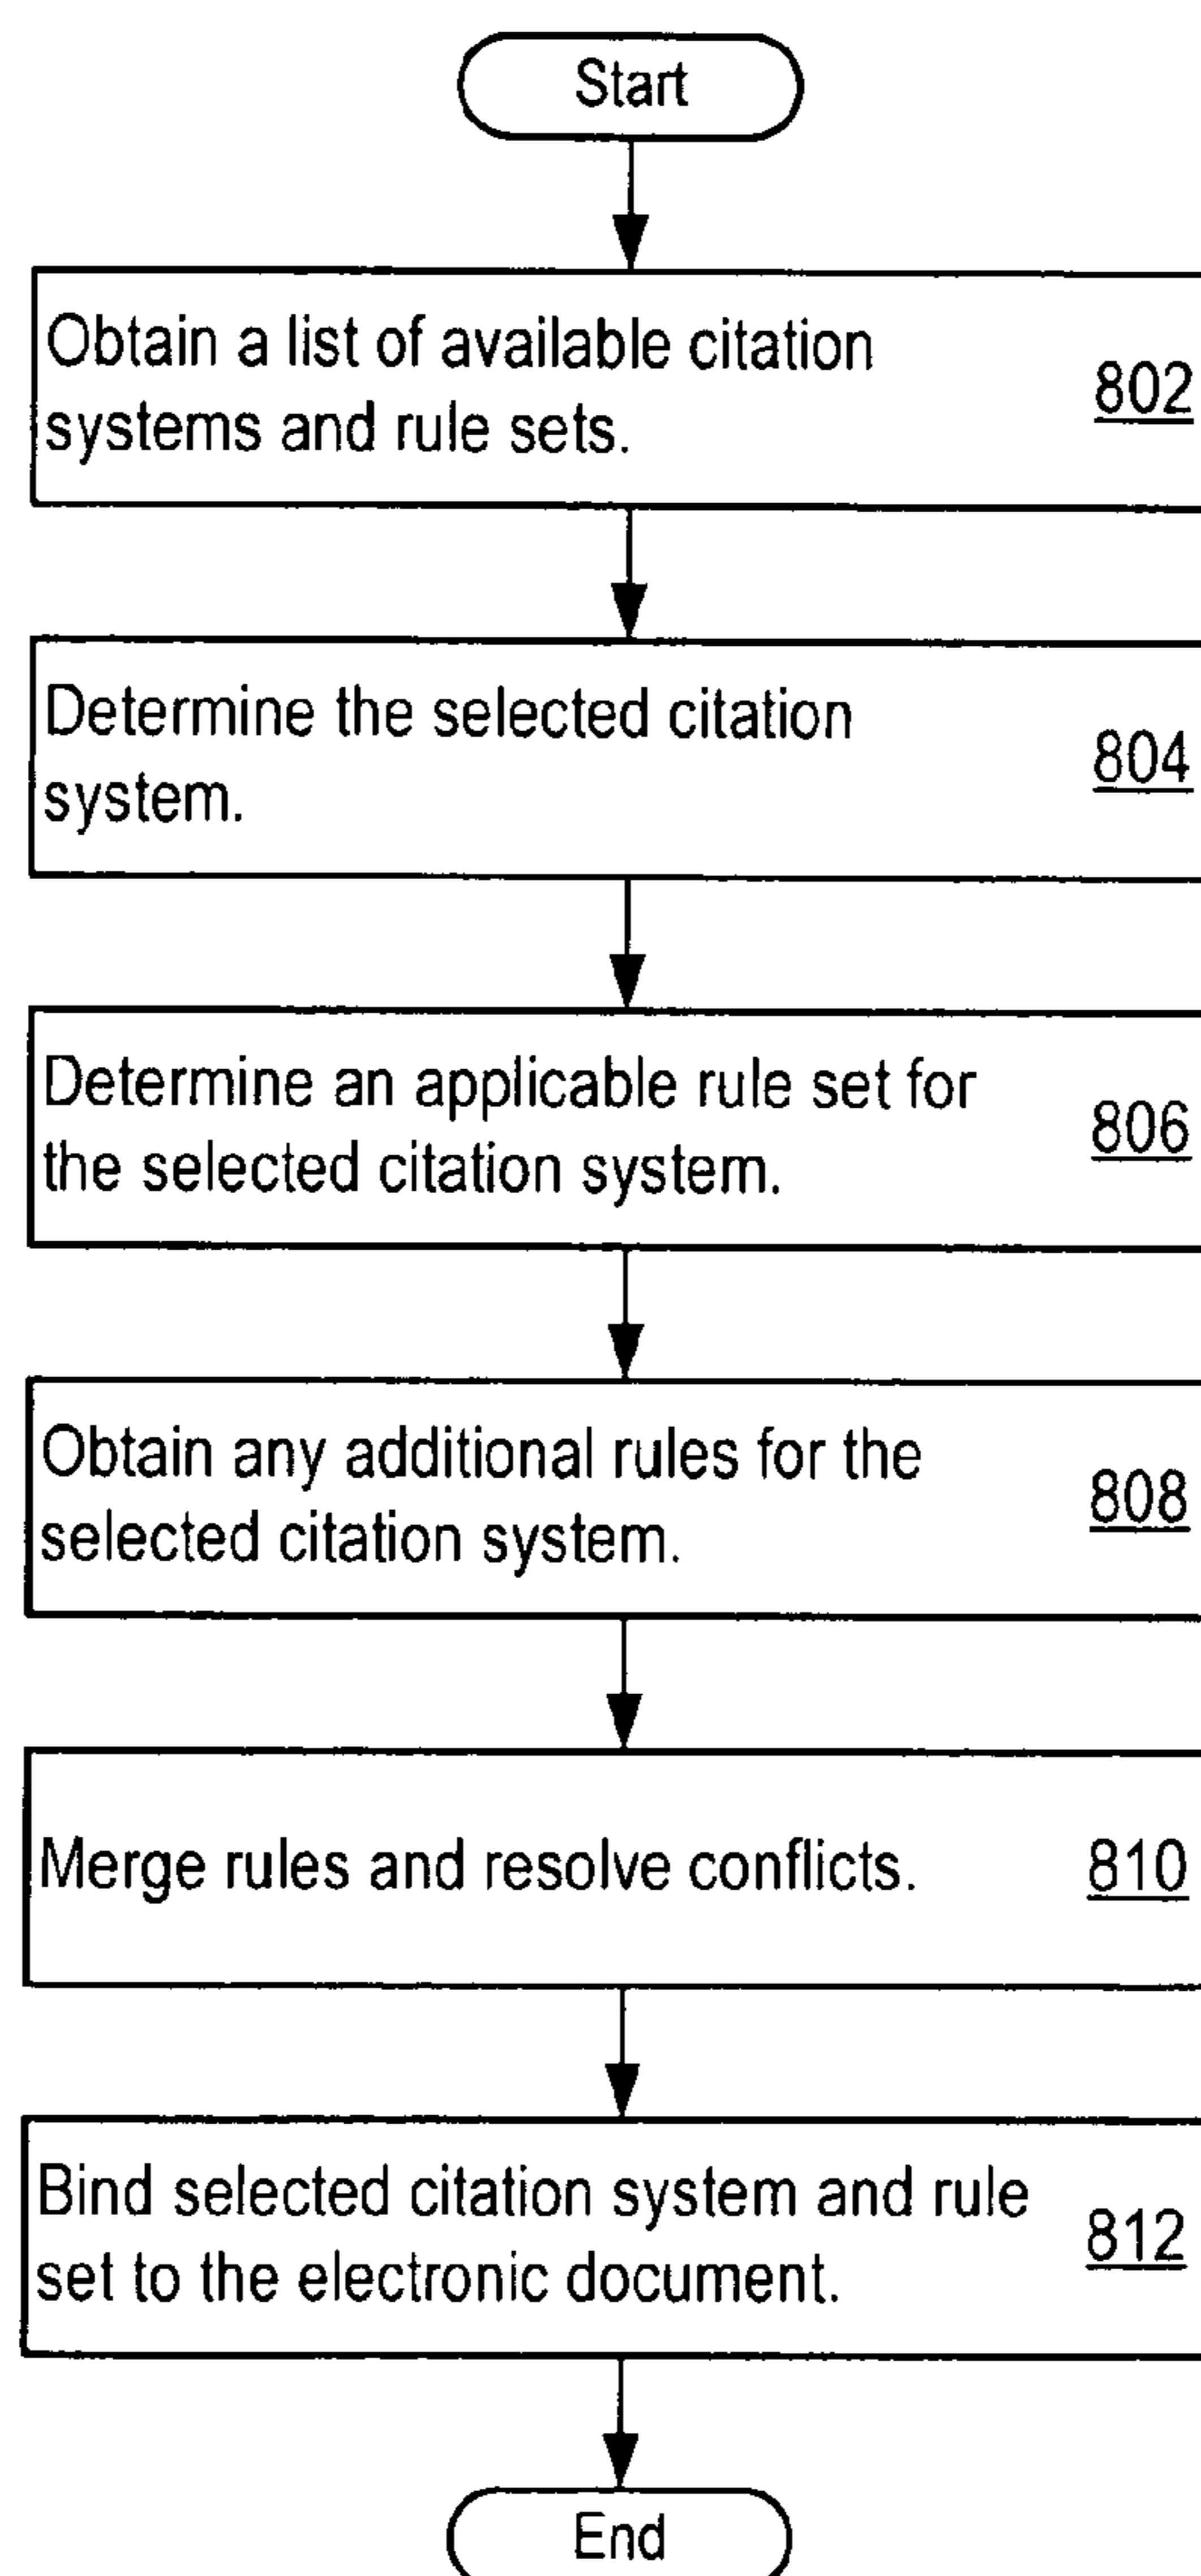 Start
Obtain a list of available citation
systems and rule sets.
802
Determine the selected citation
system.
804
Determine an applicable rule set for
the selected citation system.
806
Obtain any additional rules for the
selected citation system.
808
Merge rules and resolve conflicts.
810
Bind selected citation system and rule
set to the electronic document.
812
End